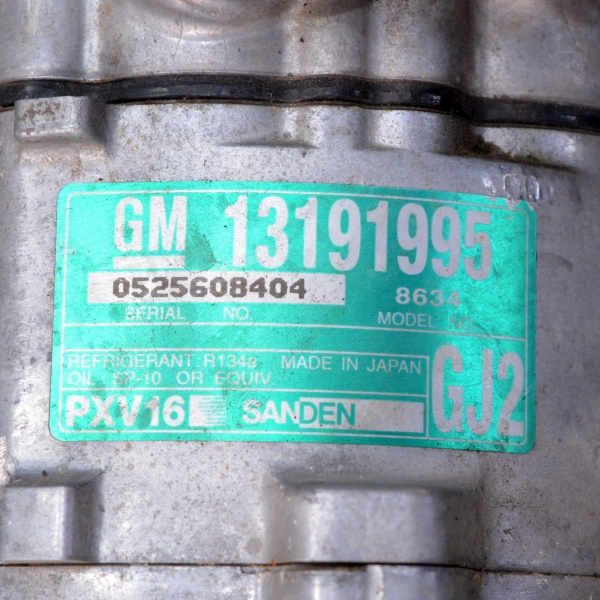 GM 13191995
0525608404 8634
SERIAL NO. MODEL NO.
REFRIGERANT:R134a MADE IN JAPAN
OIL SP-10 OR EQUIV
PXV16 SANDEN GJ2